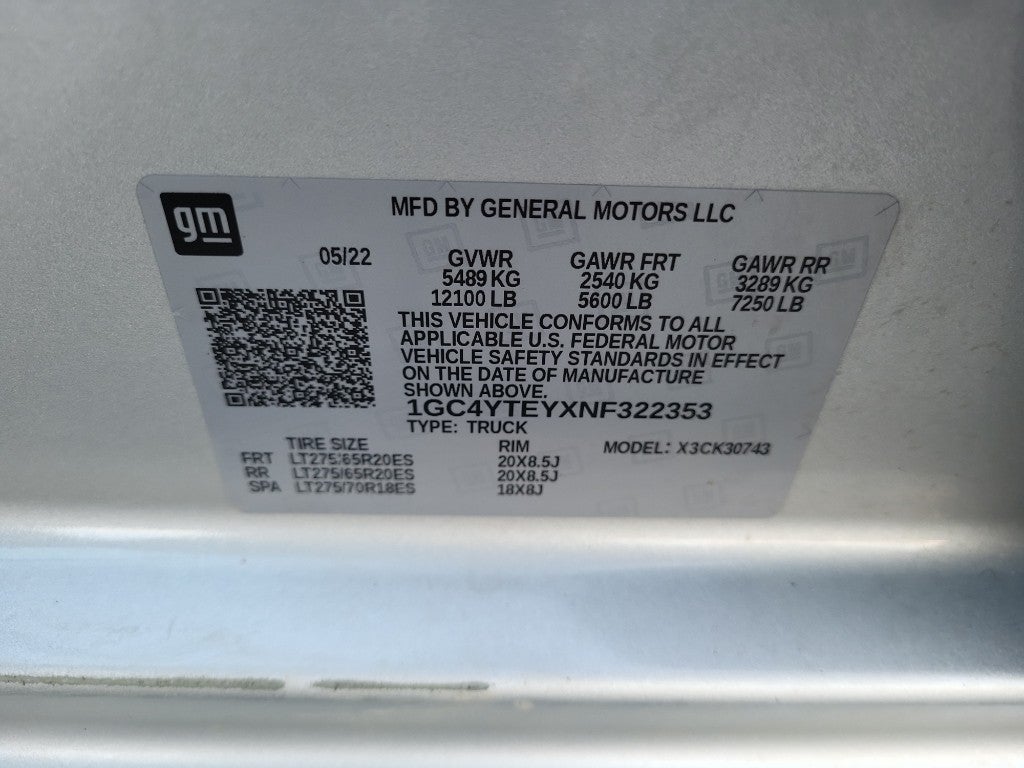 gm
MFD BY GENERAL MOTORS LLC
05/22 GVWR GAWR FRT GAWR RR
5489 KG 2540 KG 3289 KG
12100 LB 5600 LB 7250 LB
THIS VEHICLE CONFORMS TO ALL
APPLICABLE U.S. FEDERAL MOTOR
VEHICLE SAFETY STANDARDS IN EFFECT
ON THE DATE OF MANUFACTURE
SHOWN ABOVE.
1GC4YTEYXNF322353
TYPE: TRUCK
TIRE SIZE RIM MODEL: X3CK30743
FRT LT275/65R20ES 20X8.5J
RR LT275/65R20ES 20X8.5J
SPA LT275/70R18ES 18X8J